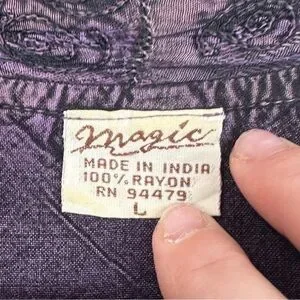 magic
MADE IN INDIA
100% RAYON
RN 94479
L